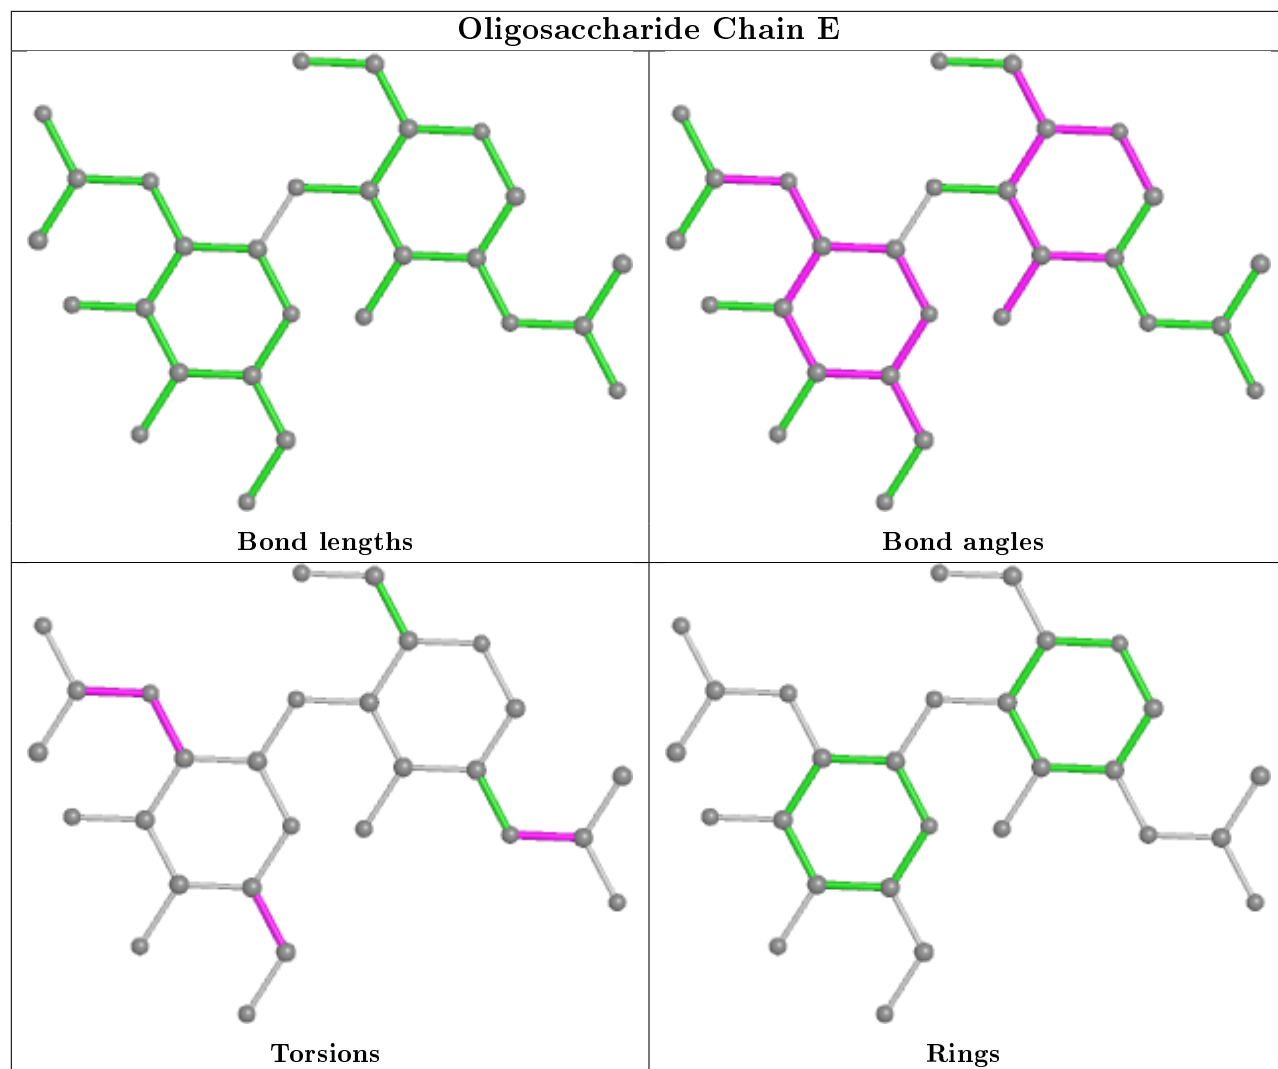 Oligosaccharide Chain E
Bond lengths
Bond angles
Torsions
Rings